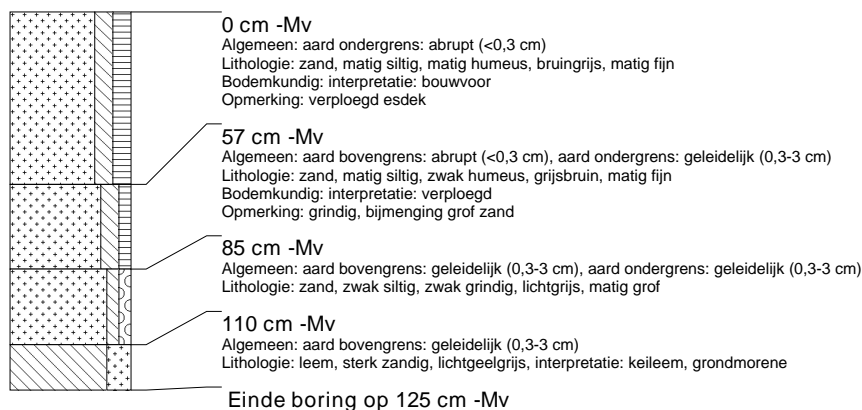 0 cm -Mv
Algemeen: aard ondergrens: abrupt (<0,3 cm)
Lithologie: zand, matig siltig, matig humeus, bruingrijs, matig fijn
Bodemkundig: interpretatie: bouwvoor
Opmerking: verploegd esdek
57 cm -Mv
Algemeen: aard bovengrens: abrupt (<0,3 cm), aard ondergrens: geleidelijk (0,3-3 cm)
Lithologie: zand, matig siltig, zwak humeus, grijsbruin, matig fijn
Bodemkundig: interpretatie: verploegd
Opmerking: grindig, bijmenging grof zand
85 cm -Mv
Algemeen: aard bovengrens: geleidelijk (0,3-3 cm), aard ondergrens: geleidelijk (0,3-3 cm)
Lithologie: zand, zwak siltig, zwak grindig, lichtgrijs, matig grof
110 cm -Mv
Algemeen: aard bovengrens: geleidelijk (0,3-3 cm)
Lithologie: leem, sterk zandig, lichtgeelgrijs, interpretatie: keileem, grondmorene
Einde boring op 125 cm -Mv